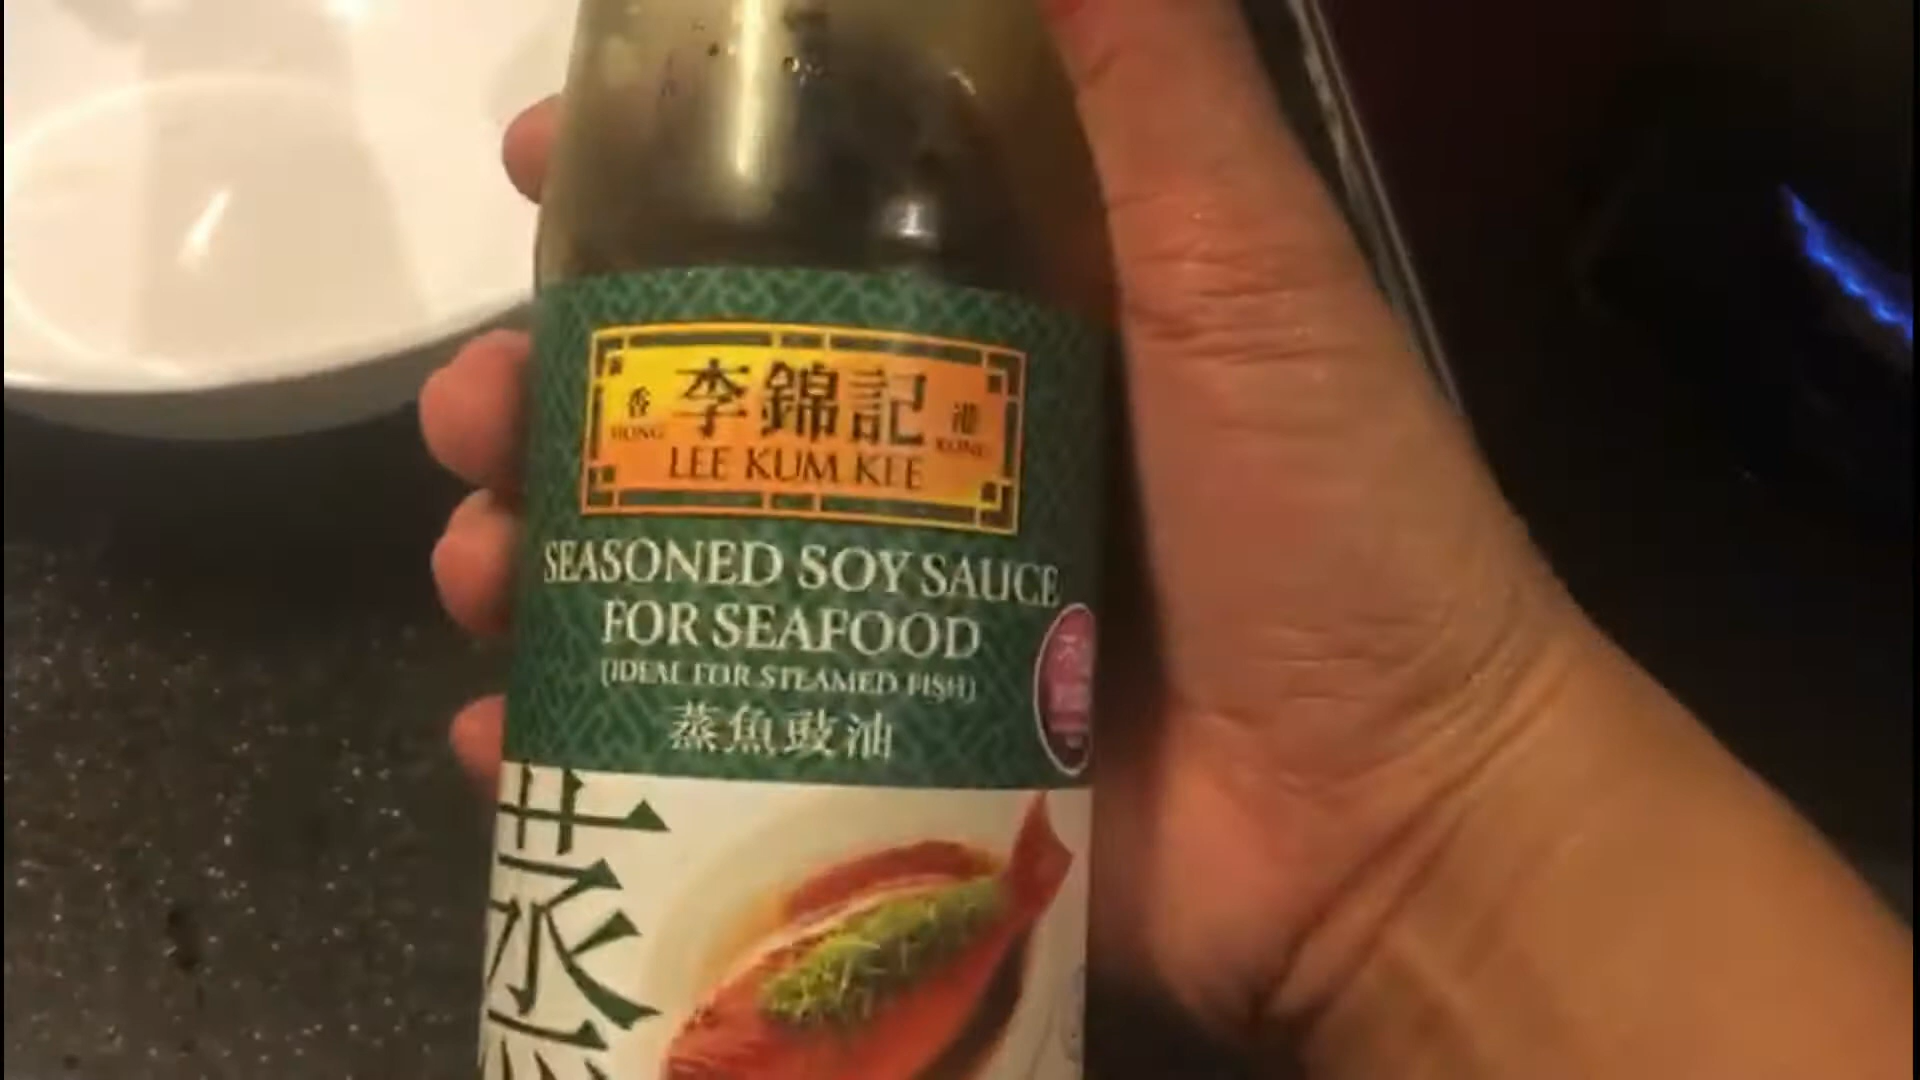 李錦記
香 港
HONG KONG
LEE KUM KEE
SEASONED SOY SAUCE
FOR SEAFOOD
(IDEAL FOR STEAMED FISH)
蒸魚豉油
蒸